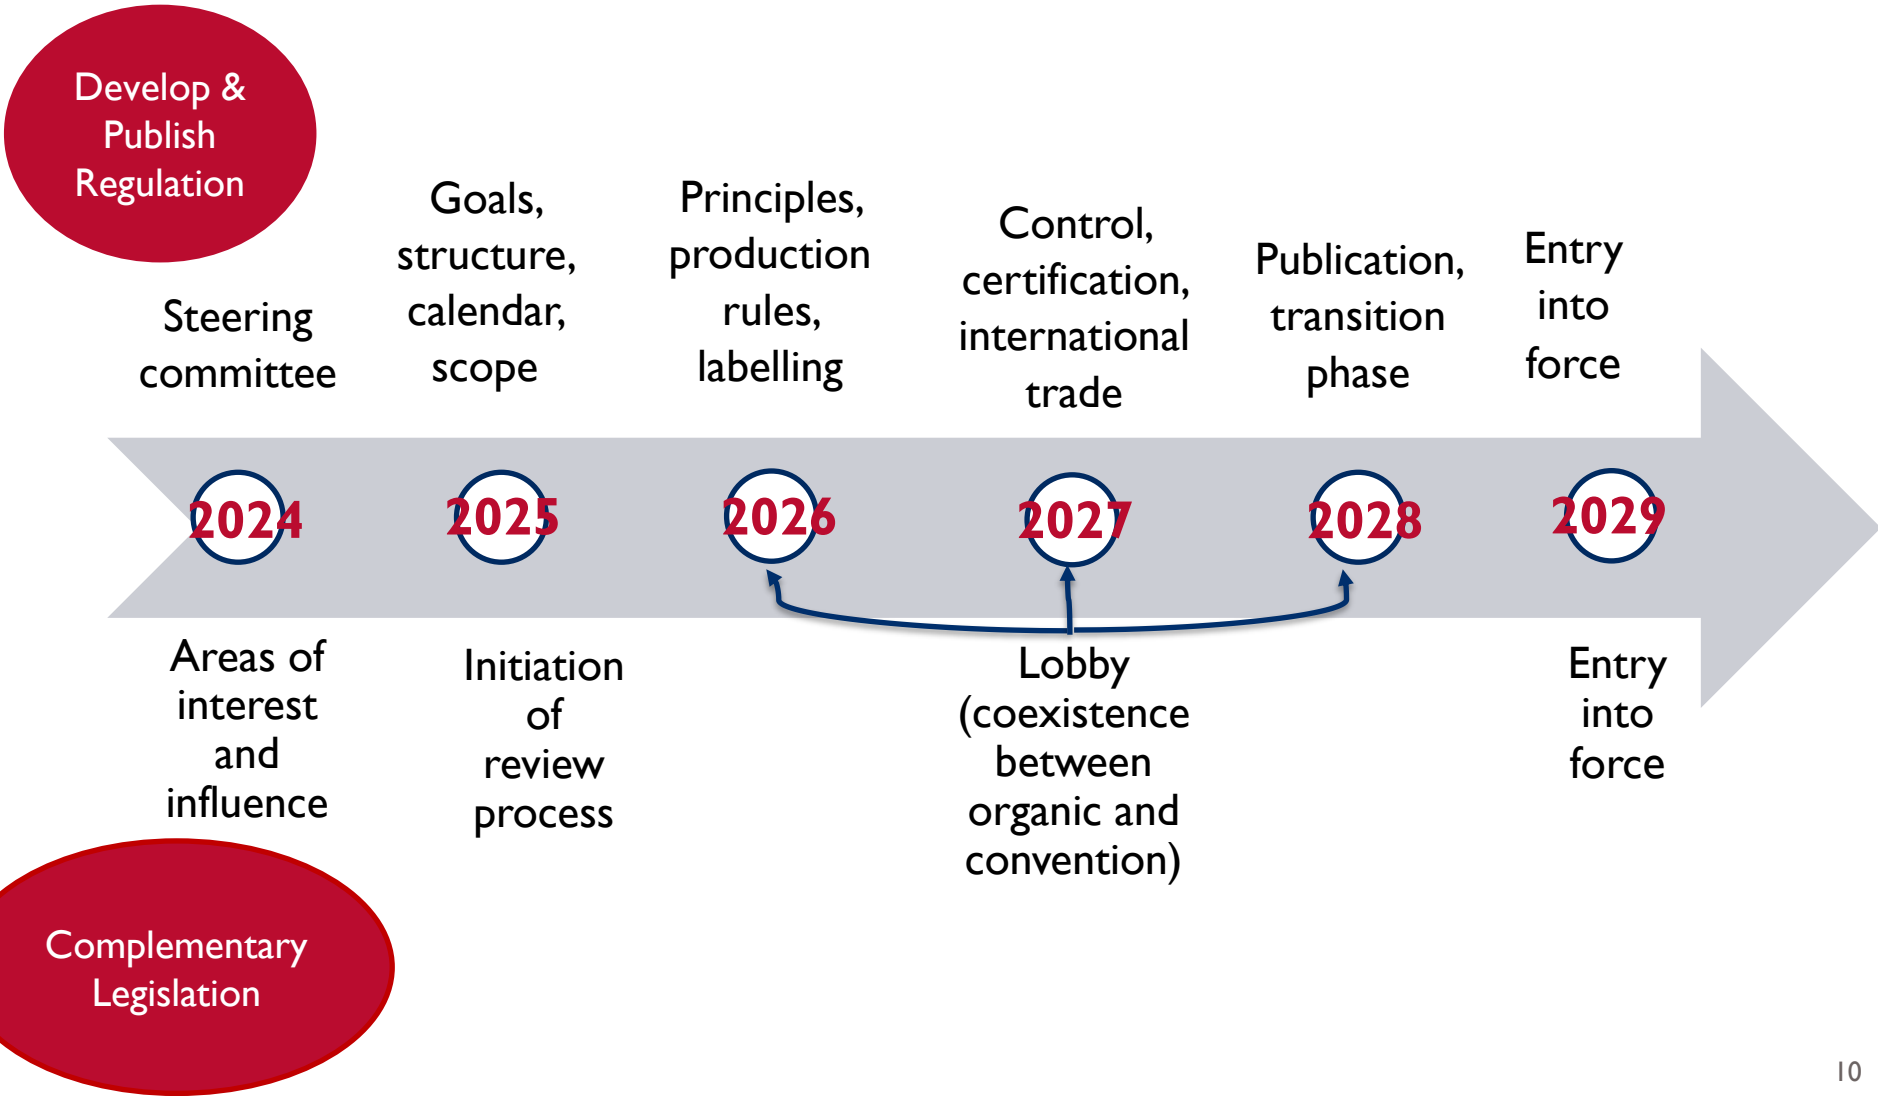 Develop &
Publish
Regulation
Steering
committee
Goals,
structure,
calendar,
scope
Principles,
production
rules,
labelling
Control,
certification,
international
trade
Publication,
transition
phase
Entry
into
force
2024
2025
2026
2027
2028
2029
Areas of
interest
and
influence
Initiation
of
review
process
Lobby
(coexistence
between
organic and
convention)
Entry
into
force
Complementary
Legislation
10